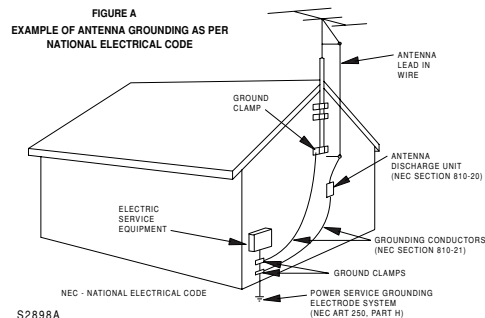 FIGURE A
EXAMPLE OF ANTENNA GROUNDING AS PER
NATIONAL ELECTRICAL CODE
ANTENNA
LEAD IN
WIRE
GROUND
CLAMP
ANTENNA
DISCHARGE UNIT
(NEC SECTION 810-20)
ELECTRIC
SERVICE
EQUIPMENT
GROUNDING CONDUCTORS
(NEC SECTION 810-21)
GROUND CLAMPS
NEC - NATIONAL ELECTRICAL CODE
POWER SERVICE GROUNDING
ELECTRODE SYSTEM
(NEC ART 250, PART H)
S2898A